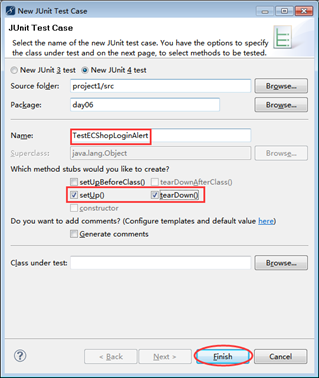 New JUnit Test Case
JUnit Test Case
Select the name of the new JUnit test case. You have the options to specify
the class under test and on the next page, to select methods to be tested.
New JUnit 3 test New JUnit 4 test
Source folder: project1/src Browse...
Package: day06 Browse...
Name: TestECShopLoginAlert
Superclass: java.lang.Object Browse...
Which method stubs would you like to create?
setUpBeforeClass() tearDownAfterClass()
setUp() tearDown()
constructor
Do you want to add comments? (Configure templates and default value here)
Generate comments
Class under test: Browse...
? < Back Next > Finish Cancel